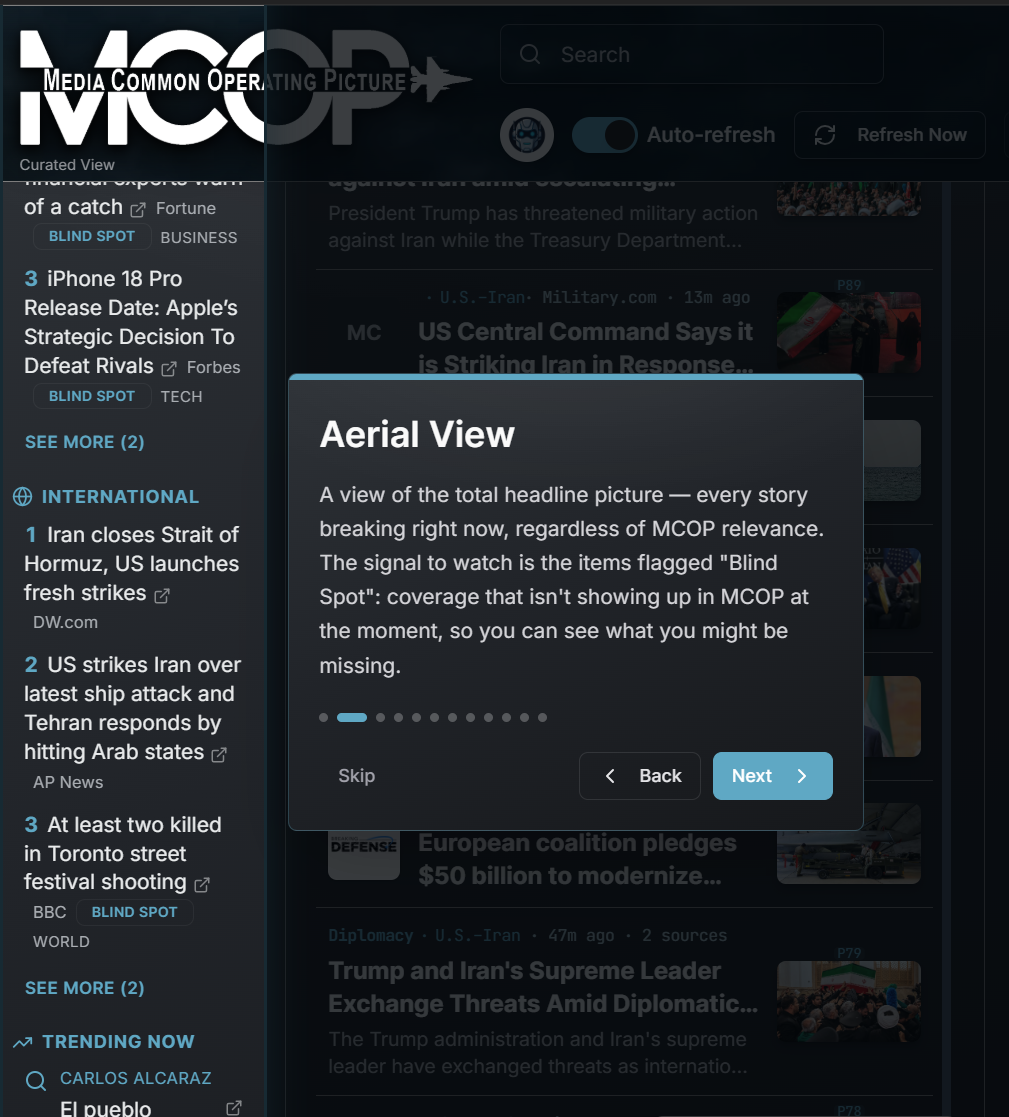 MCOP
MEDIA COMMON OPERATING PICTURE
Curated View
Search
Auto-refresh
Refresh Now
financial experts warn
of a catch Fortune
BLIND SPOT BUSINESS
3 iPhone 18 Pro
Release Date: Apple’s
Strategic Decision To
Defeat Rivals Forbes
BLIND SPOT TECH
SEE MORE (2)
INTERNATIONAL
1 Iran closes Strait of
Hormuz, US launches
fresh strikes
DW.com
2 US strikes Iran over
latest ship attack and
Tehran responds by
hitting Arab states
AP News
3 At least two killed
in Toronto street
festival shooting
BBC BLIND SPOT
WORLD
SEE MORE (2)
TRENDING NOW
CARLOS ALCARAZ
El pueblo
against Iran amid escalating...
President Trump has threatened military action
against Iran while the Treasury Department...
· U.S.-Iran· Military.com · 13m ago
P89
MC
US Central Command Says it
is Striking Iran in Response...
Aerial View
A view of the total headline picture — every story
breaking right now, regardless of MCOP relevance.
The signal to watch is the items flagged "Blind
Spot": coverage that isn't showing up in MCOP at
the moment, so you can see what you might be
missing.
Skip
Back
Next
DEFENSE
European coalition pledges
$50 billion to modernize...
Diplomacy · U.S.-Iran · 47m ago · 2 sources
P79
Trump and Iran's Supreme Leader
Exchange Threats Amid Diplomatic...
The Trump administration and Iran's supreme
leader have exchanged threats as internatio...
P78